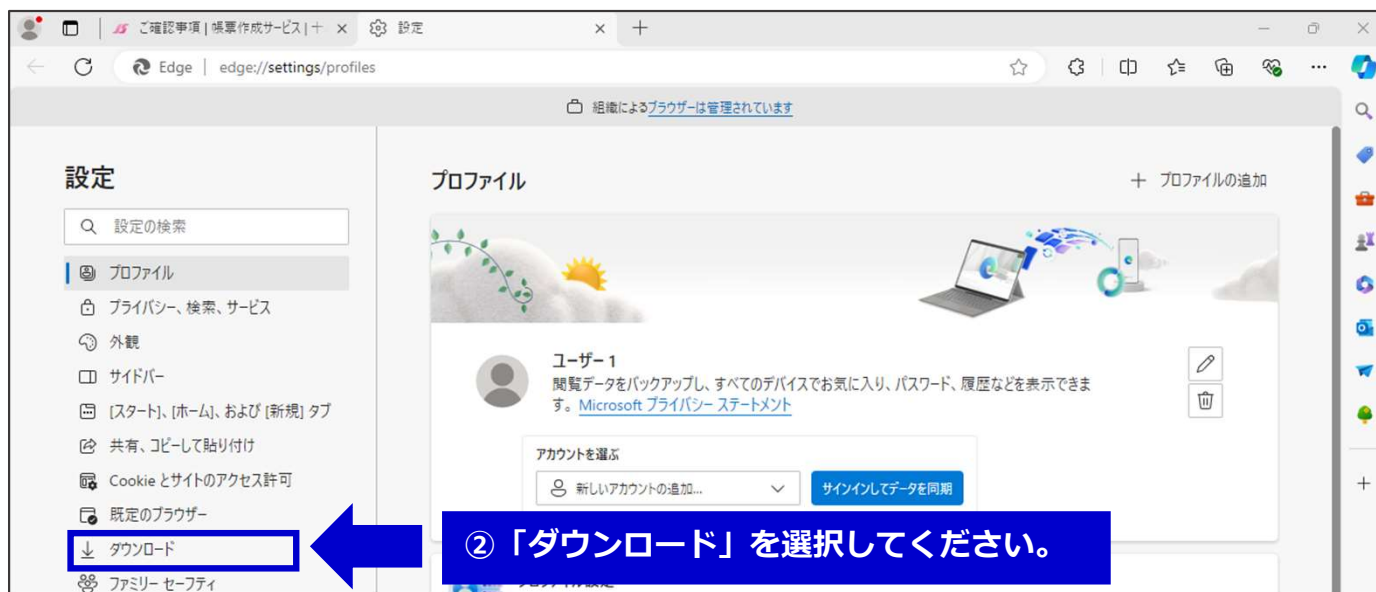 ご確認事項 | 帳票作成サービス | 十
設定
Edge
edge://settings/profiles
組織によるブラウザーは管理されています
設定
設定の検索
プロファイル
プライバシー、検索、サービス
外観
サイドバー
[スタート]、[ホーム]、および [新規] タブ
共有、コピーして貼り付け
Cookie とサイトのアクセス許可
既定のブラウザー
ダウンロード
ファミリー セーフティ
プロファイル
プロファイルの追加
ユーザー 1
閲覧データをバックアップし、すべてのデバイスでお気に入り、パスワード、履歴などを表示できま
す。Microsoft プライバシー ステートメント
アカウントを選ぶ
新しいアカウントの追加...
サインインしてデータを同期
②「ダウンロード」を選択してください。